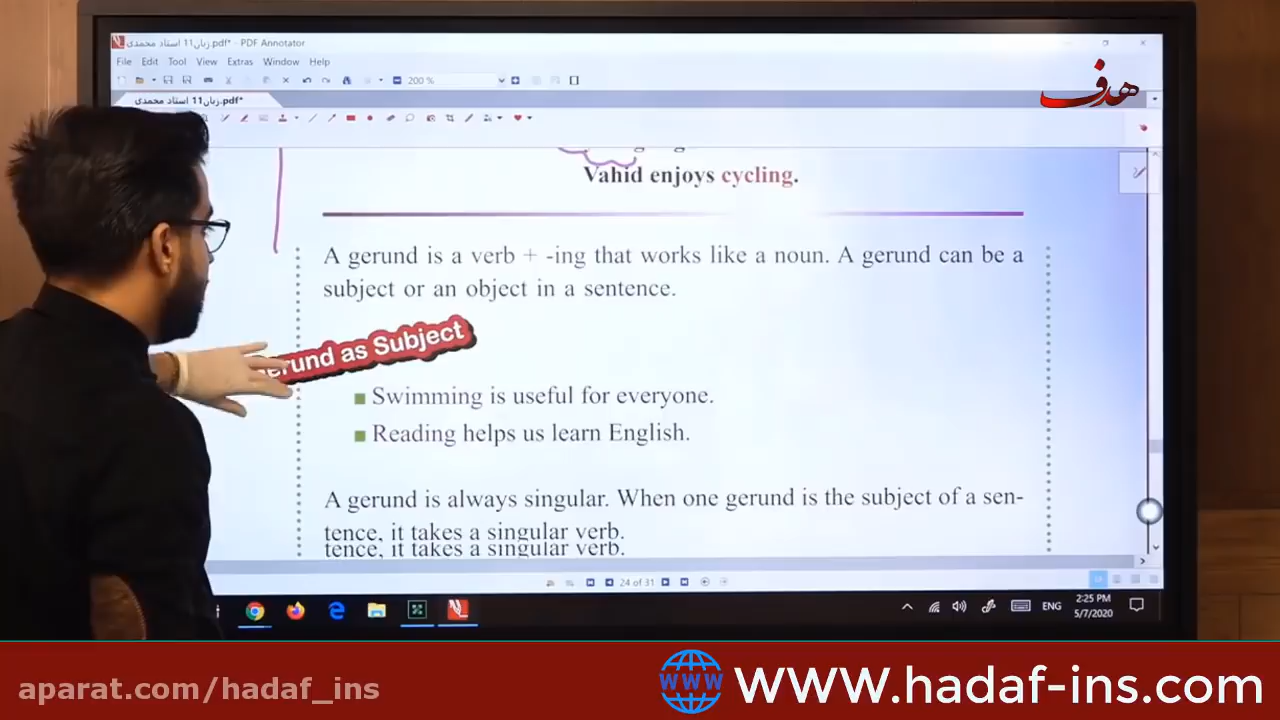 زبان11 استاد محمدی.pdf* - PDF Annotator
File Edit Tool View Extras Window Help
200 %
زبان11 استاد محمدی.pdf*
هدف
Vahid enjoys cycling.
A gerund is a verb + -ing that works like a noun. A gerund can be a
subject or an object in a sentence.
erund as Subject
Swimming is useful for everyone.
Reading helps us learn English.
A gerund is always singular. When one gerund is the subject of a sen-
tence, it takes a singular verb.
tence, it takes a singular verb.
24 of 31
ENG
2:25 PM
5/7/2020
aparat.com/hadaf_ins
WWW
WWW.hadaf-ins.com